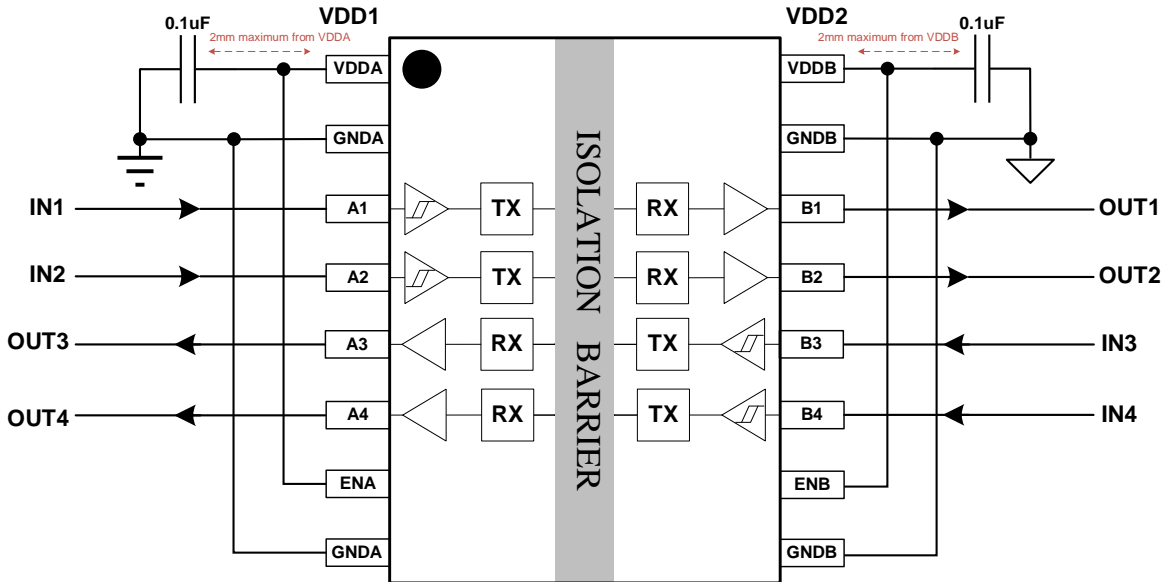 VDD1
VDD2
0.1uF
0.1uF
2mm maximum from VDDA
2mm maximum from VDDB
VDDA
VDDB
GNDA
GNDB
ISOLATION BARRIER
IN1
A1
TX
RX
B1
OUT1
IN2
A2
TX
RX
B2
OUT2
OUT3
A3
RX
TX
B3
IN3
OUT4
A4
RX
TX
B4
IN4
ENA
ENB
GNDA
GNDB